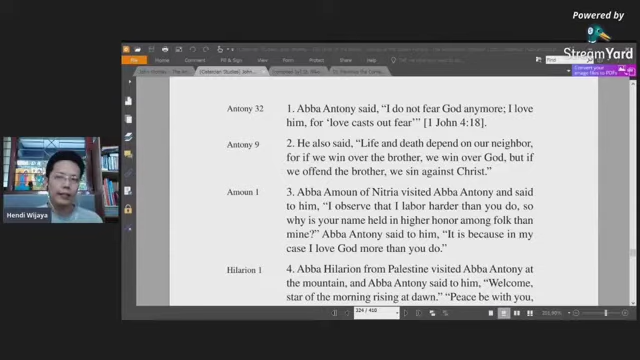 Powered by
StreamYard
File Home Comment View Form Protect Share Help
Find
Convert your
image files to PDFs
Antony 32
1. Abba Antony said, “I do not fear God anymore; I love
him, for ‘love casts out fear’” [1 John 4:18].
Antony 9
2. He also said, “Life and death depend on our neighbor,
for if we win over the brother, we win over God, but if
we offend the brother, we sin against Christ.”
Amoun 1
3. Abba Amoun of Nitria visited Abba Antony and said
to him, “I observe that I labor harder than you do, so
why is your name held in higher honor among folk than
mine?” Abba Antony said to him, “It is because in my
case I love God more than you do.”
Hilarion 1
4. Abba Hilarion from Palestine visited Abba Antony at
the mountain, and Abba Antony said to him, “Welcome,
star of the morning rising at dawn.” “Peace be with you,
Hendi Wijaya
224 / 410